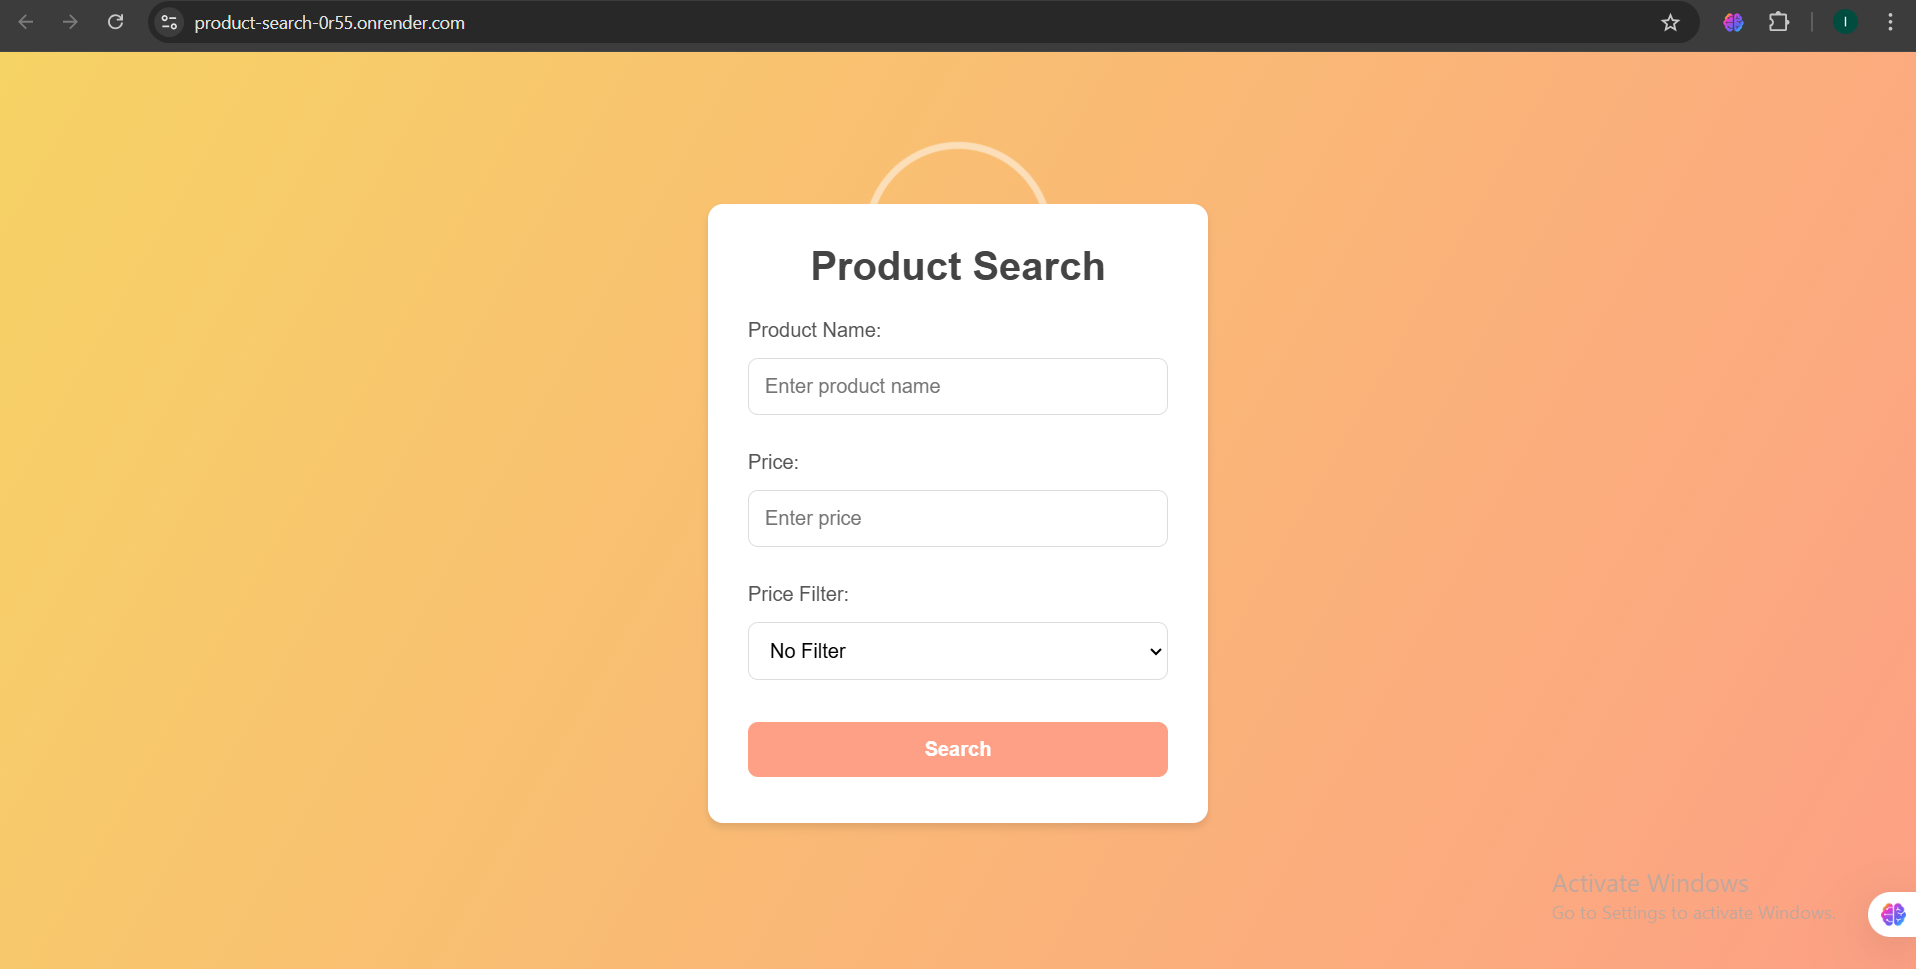 product-search-0r55.onrender.com
I
Product Search
Product Name:
Enter product name
Price:
Enter price
Price Filter:
No Filter
Search
Activate Windows
Go to Settings to activate Windows.